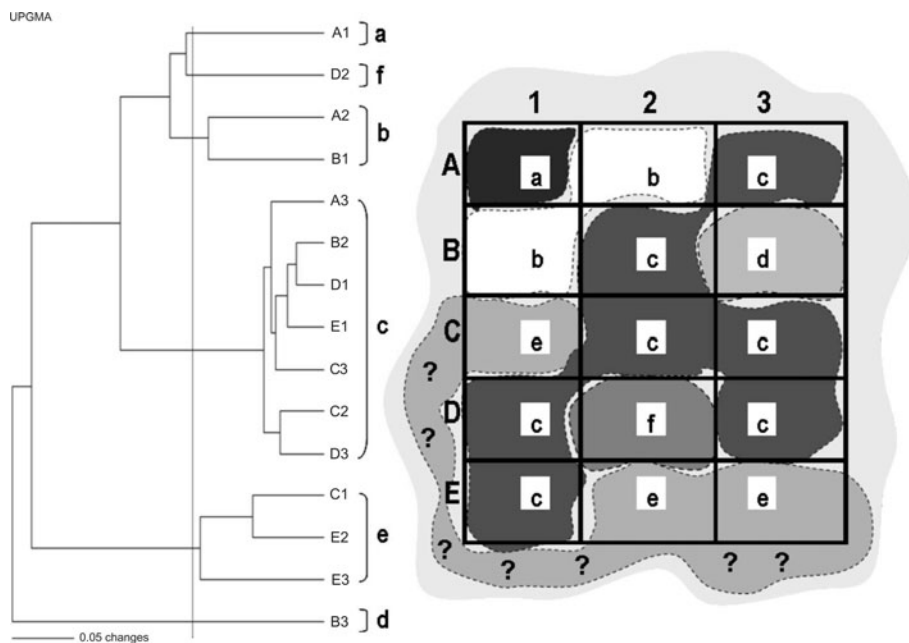 UPGMA
A1 a
D2 f
A2
b
B1
A3
B2
D1
E1
c
C3
C2
D3
C1
E2
e
E3
B3 d
0.05 changes
1 2 3
A a b c
B b c d
C e c c
?
D c f c
?
E c e e
? ? ? ? ?